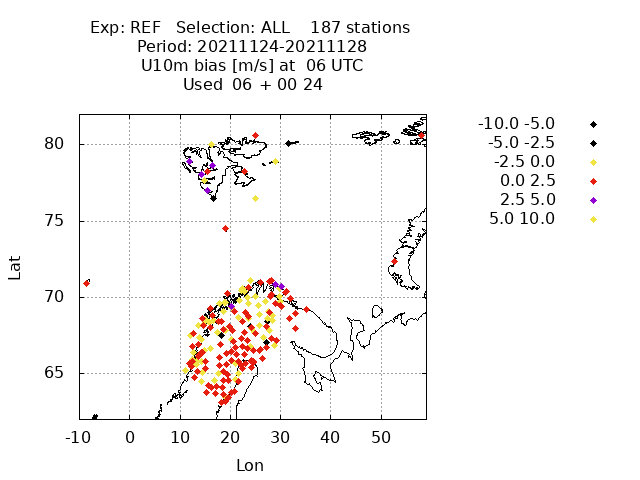 Exp: REF Selection: ALL 187 stations
Period: 20211124-20211128
U10m bias [m/s] at 06 UTC
Used 06 + 00 24
-10.0 -5.0
-5.0 -2.5
-2.5 0.0
0.0 2.5
2.5 5.0
5.0 10.0
80
75
70
65
Lat
-10 0 10 20 30 40 50
Lon